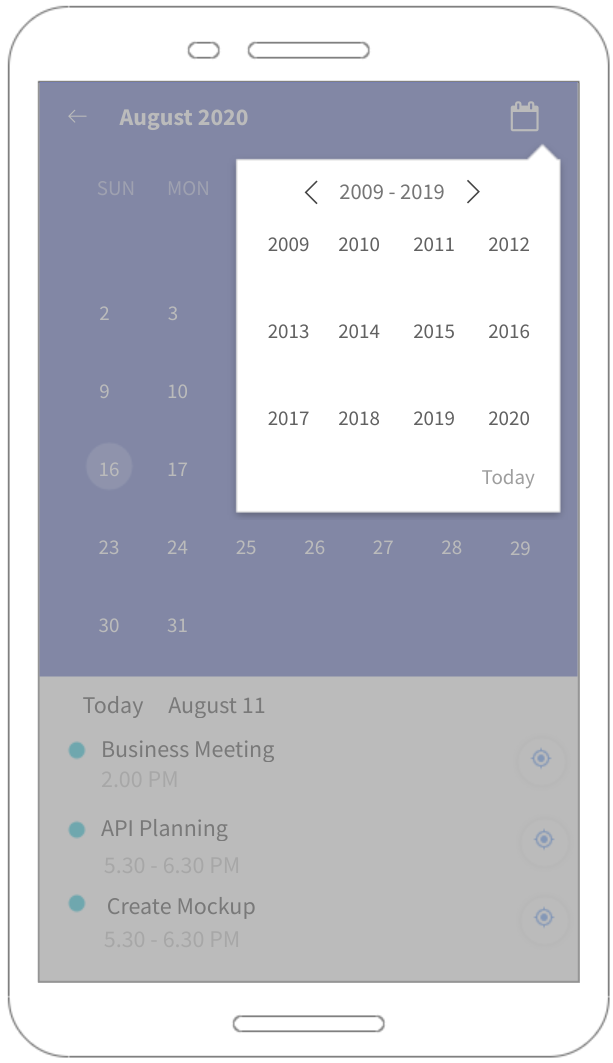 August 2020
SUN MON
2009 - 2019
2009 2010 2011 2012
2013 2014 2015 2016
2017 2018 2019 2020
Today
2 3
9 10
16 17
23 24 25 26 27 28 29
30 31
Today August 11
Business Meeting
2.00 PM
API Planning
5.30 - 6.30 PM
Create Mockup
5.30 - 6.30 PM